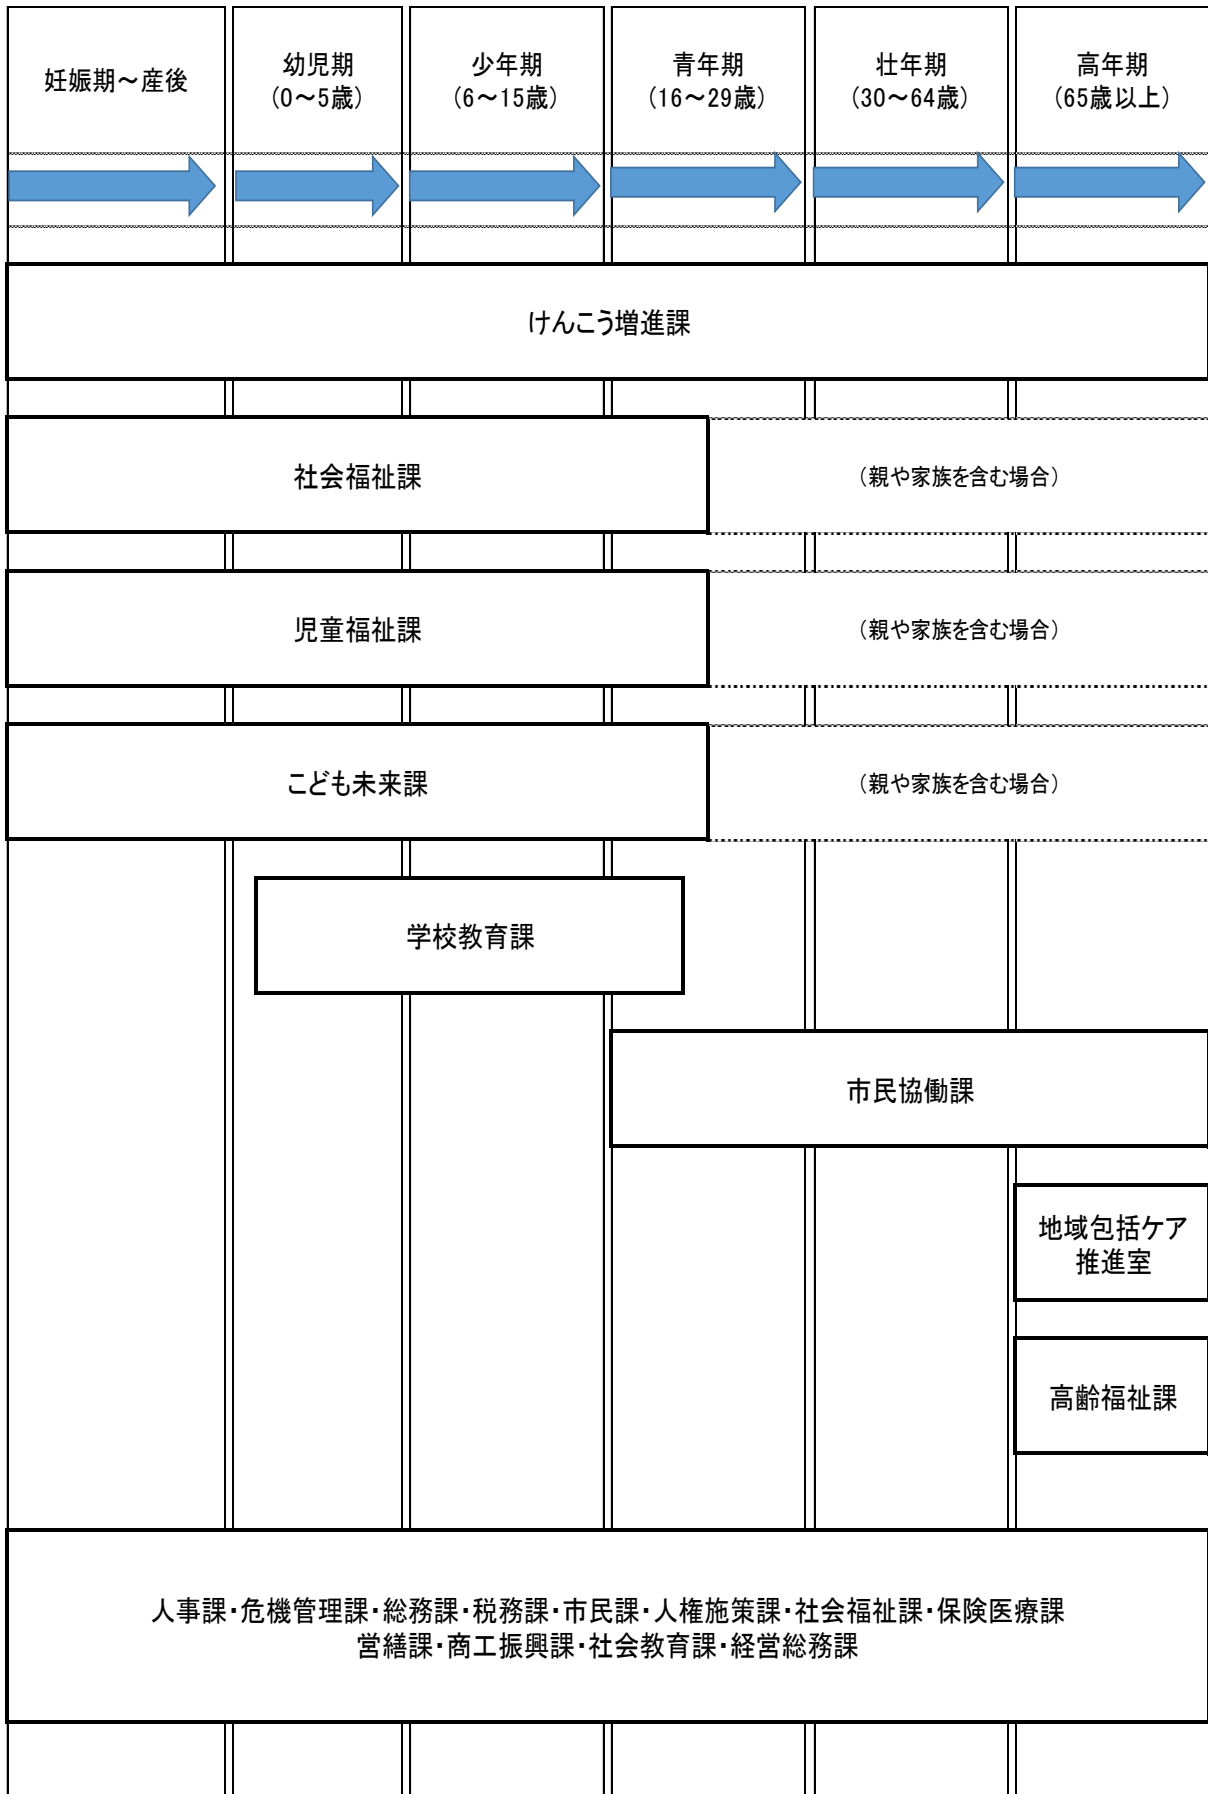 妊娠期～産後
幼児期
(0～5歳)
少年期
(6～15歳)
青年期
(16～29歳)
壮年期
(30～64歳)
高年期
(65歳以上)
けんこう増進課
社会福祉課
(親や家族を含む場合)
児童福祉課
(親や家族を含む場合)
こども未来課
(親や家族を含む場合)
学校教育課
市民協働課
地域包括ケア
推進室
高齢福祉課
人事課・危機管理課・総務課・税務課・市民課・人権施策課・社会福祉課・保険医療課
営繕課・商工振興課・社会教育課・経営総務課